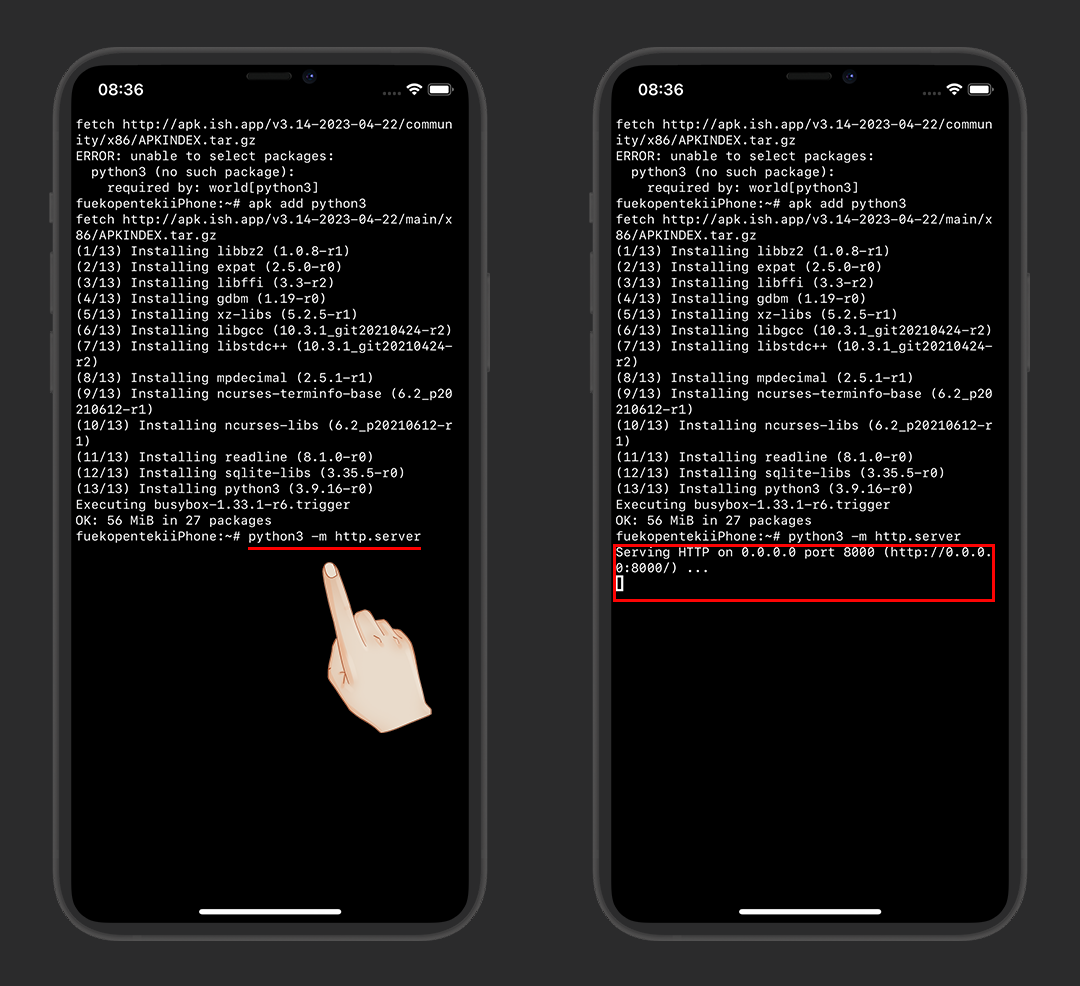 08:36
fetch http://apk.ish.app/v3.14-2023-04-22/commun
ity/x86/APKINDEX.tar.gz
ERROR: unable to select packages:
  python3 (no such package):
    required by: world[python3]
fuekopentekiiPhone:~# apk add python3
fetch http://apk.ish.app/v3.14-2023-04-22/main/x
86/APKINDEX.tar.gz
(1/13) Installing libbz2 (1.0.8-r1)
(2/13) Installing expat (2.5.0-r0)
(3/13) Installing libffi (3.3-r2)
(4/13) Installing gdbm (1.19-r0)
(5/13) Installing xz-libs (5.2.5-r1)
(6/13) Installing libgcc (10.3.1_git20210424-r2)
(7/13) Installing libstdc++ (10.3.1_git20210424-
r2)
(8/13) Installing mpdecimal (2.5.1-r1)
(9/13) Installing ncurses-terminfo-base (6.2_p20
210612-r1)
(10/13) Installing ncurses-libs (6.2_p20210612-r
1)
(11/13) Installing readline (8.1.0-r0)
(12/13) Installing sqlite-libs (3.35.5-r0)
(13/13) Installing python3 (3.9.16-r0)
Executing busybox-1.33.1-r6.trigger
OK: 56 MiB in 27 packages
fuekopentekiiPhone:~# python3 -m http.server
08:36
fetch http://apk.ish.app/v3.14-2023-04-22/commun
ity/x86/APKINDEX.tar.gz
ERROR: unable to select packages:
  python3 (no such package):
    required by: world[python3]
fuekopentekiiPhone:~# apk add python3
fetch http://apk.ish.app/v3.14-2023-04-22/main/x
86/APKINDEX.tar.gz
(1/13) Installing libbz2 (1.0.8-r1)
(2/13) Installing expat (2.5.0-r0)
(3/13) Installing libffi (3.3-r2)
(4/13) Installing gdbm (1.19-r0)
(5/13) Installing xz-libs (5.2.5-r1)
(6/13) Installing libgcc (10.3.1_git20210424-r2)
(7/13) Installing libstdc++ (10.3.1_git20210424-
r2)
(8/13) Installing mpdecimal (2.5.1-r1)
(9/13) Installing ncurses-terminfo-base (6.2_p20
210612-r1)
(10/13) Installing ncurses-libs (6.2_p20210612-r
1)
(11/13) Installing readline (8.1.0-r0)
(12/13) Installing sqlite-libs (3.35.5-r0)
(13/13) Installing python3 (3.9.16-r0)
Executing busybox-1.33.1-r6.trigger
OK: 56 MiB in 27 packages
fuekopentekiiPhone:~# python3 -m http.server
Serving HTTP on 0.0.0.0 port 8000 (http://0.0.0.
0:8000/) ...